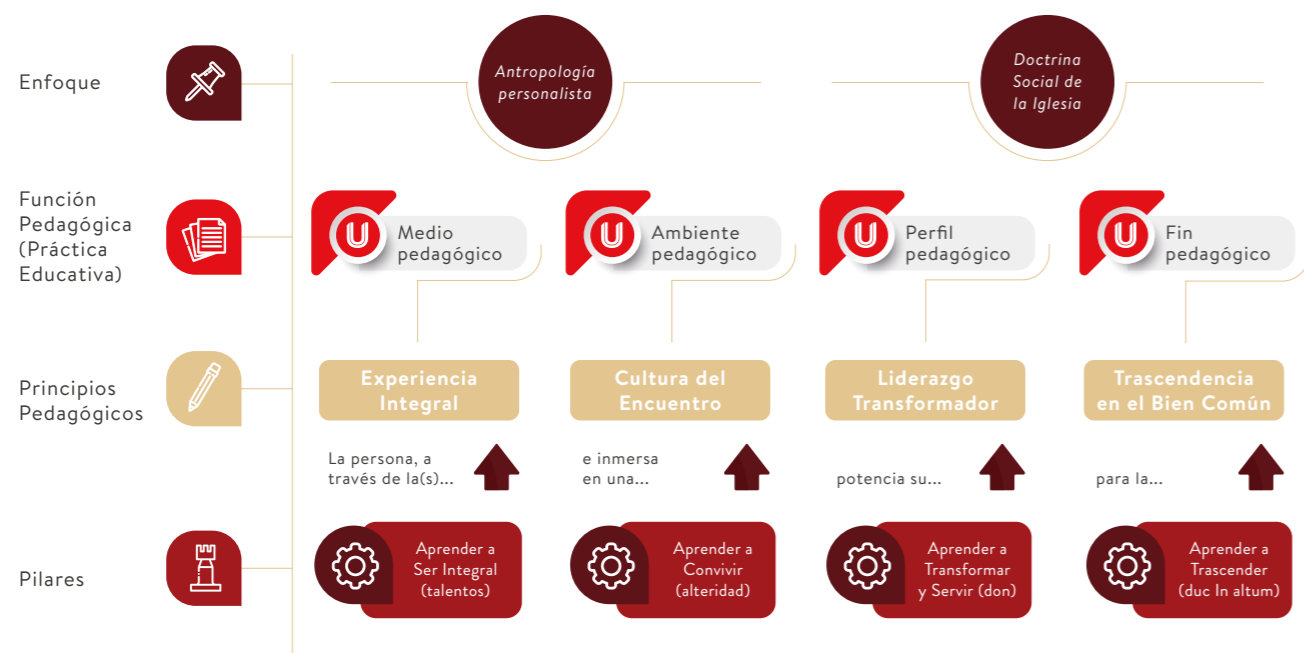 Enfoque
Antropología
personalista
Doctrina
Social de
la Iglesia
Función
Pedagógica
(Práctica
Educativa)
U
Medio
pedagógico
U
Ambiente
pedagógico
U
Perfil
pedagógico
U
Fin
pedagógico
Principios
Pedagógicos
Experiencia
Integral
Cultura del
Encuentro
Liderazgo
Transformador
Trascendencia
en el Bien Común
La persona, a
través de la(s)...
e inmersa
en una...
potencia su...
para la...
Pilares
Aprender a
Ser Integral
(talentos)
Aprender a
Convivir
(alteridad)
Aprender a
Transformar
y Servir (don)
Aprender a
Trascender
(duc In altum)